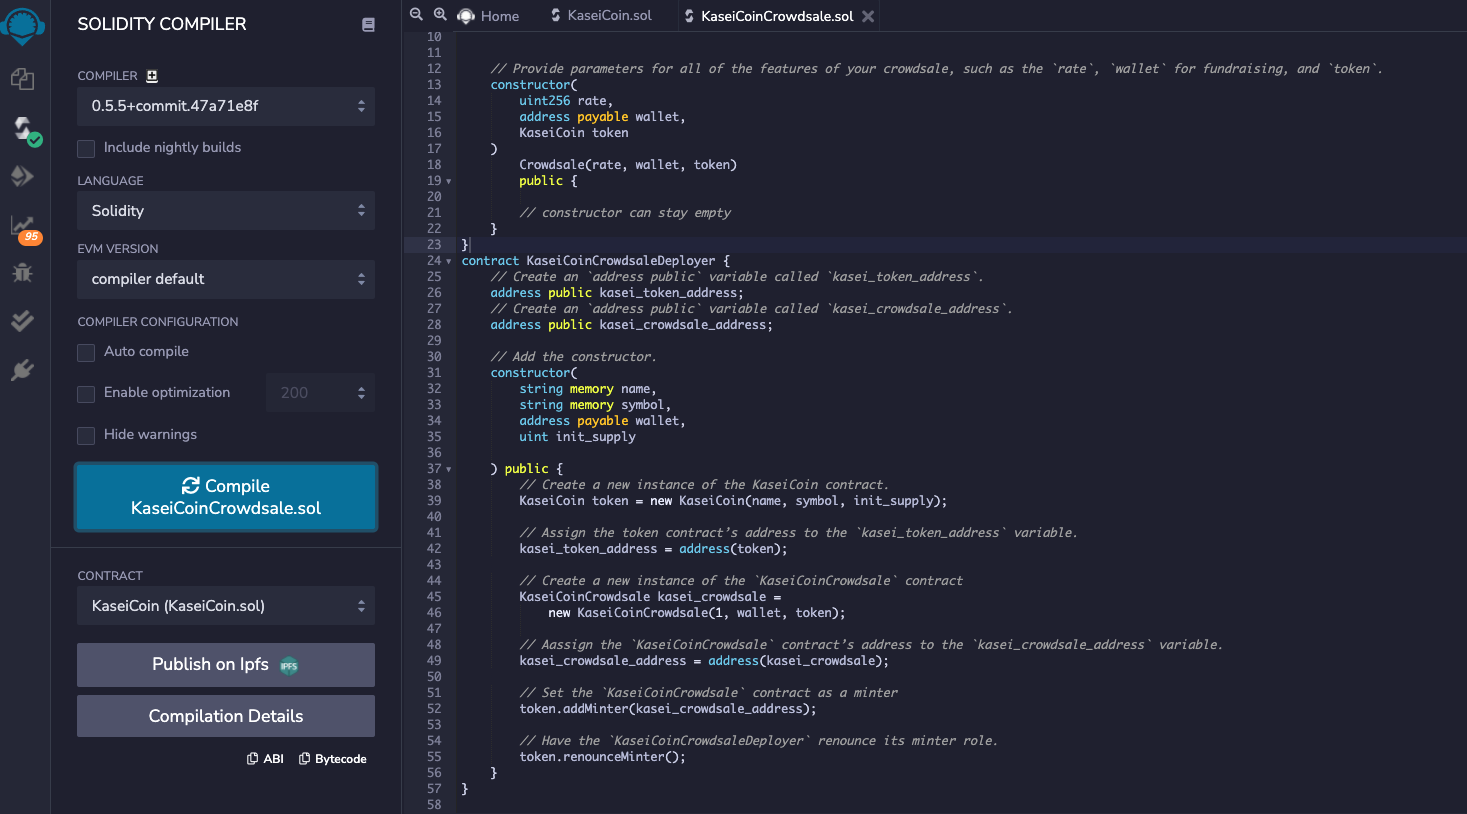 SOLIDITY COMPILER
COMPILER
0.5.5+commit.47a71e8f
Include nightly builds
LANGUAGE
Solidity
EVM VERSION
compiler default
COMPILER CONFIGURATION
Auto compile
Enable optimization
200
Hide warnings
Compile
KaseiCoinCrowdsale.sol
CONTRACT
KaseiCoin (KaseiCoin.sol)
Publish on Ipfs
IPFS
Compilation Details
ABI
Bytecode
95
Home
KaseiCoin.sol
KaseiCoinCrowdsale.sol
10
11
12 // Provide parameters for all of the features of your crowdsale, such as the `rate`, `wallet` for fundraising, and `token`.
13 constructor(
14 uint256 rate,
15 address payable wallet,
16 KaseiCoin token
17 )
18 Crowdsale(rate, wallet, token)
19 public {
20
21 // constructor can stay empty
22 }
23 }
24 contract KaseiCoinCrowdsaleDeployer {
25 // Create an `address public` variable called `kasei_token_address`.
26 address public kasei_token_address;
27 // Create an `address public` variable called `kasei_crowdsale_address`.
28 address public kasei_crowdsale_address;
29
30 // Add the constructor.
31 constructor(
32 string memory name,
33 string memory symbol,
34 address payable wallet,
35 uint init_supply
36
37 ) public {
38 // Create a new instance of the KaseiCoin contract.
39 KaseiCoin token = new KaseiCoin(name, symbol, init_supply);
40
41 // Assign the token contract’s address to the `kasei_token_address` variable.
42 kasei_token_address = address(token);
43
44 // Create a new instance of the `KaseiCoinCrowdsale` contract
45 KaseiCoinCrowdsale kasei_crowdsale =
46 new KaseiCoinCrowdsale(1, wallet, token);
47
48 // Aassign the `KaseiCoinCrowdsale` contract’s address to the `kasei_crowdsale_address` variable.
49 kasei_crowdsale_address = address(kasei_crowdsale);
50
51 // Set the `KaseiCoinCrowdsale` contract as a minter
52 token.addMinter(kasei_crowdsale_address);
53
54 // Have the `KaseiCoinCrowdsaleDeployer` renounce its minter role.
55 token.renounceMinter();
56 }
57 }
58